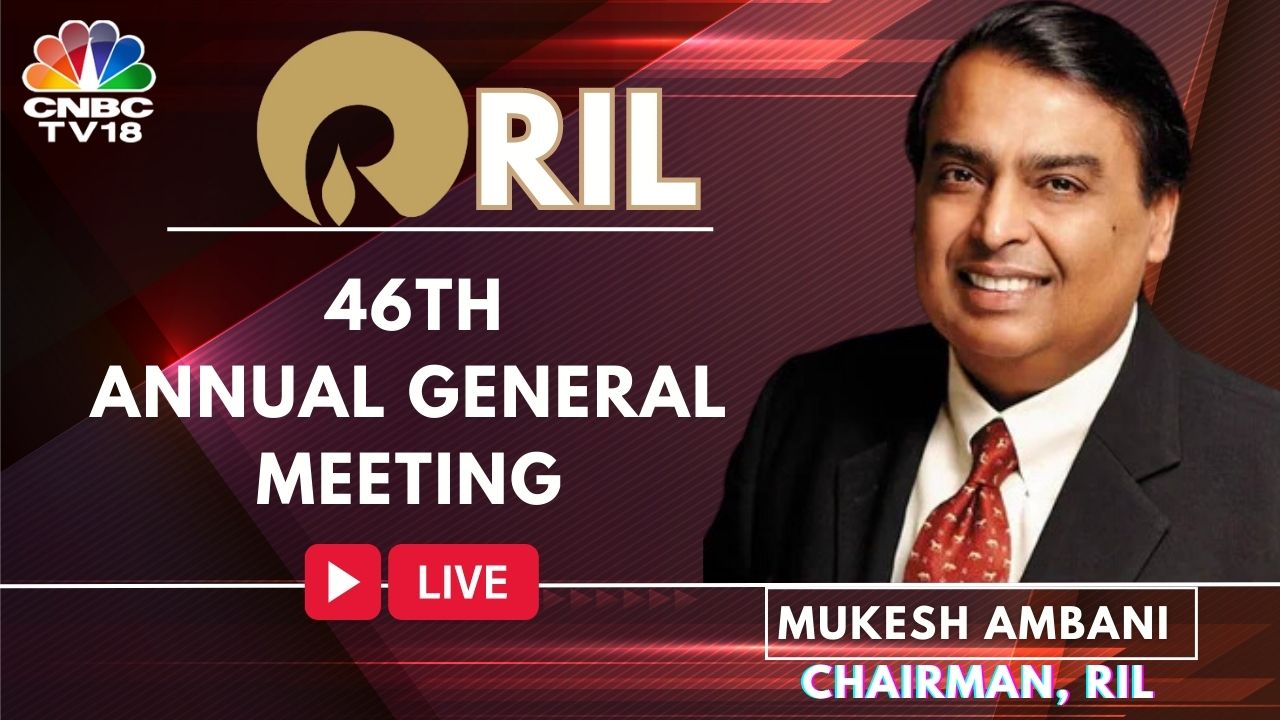 CNBC
TV18
RIL
46TH
ANNUAL GENERAL
MEETING
LIVE
MUKESH AMBANI
CHAIRMAN, RIL